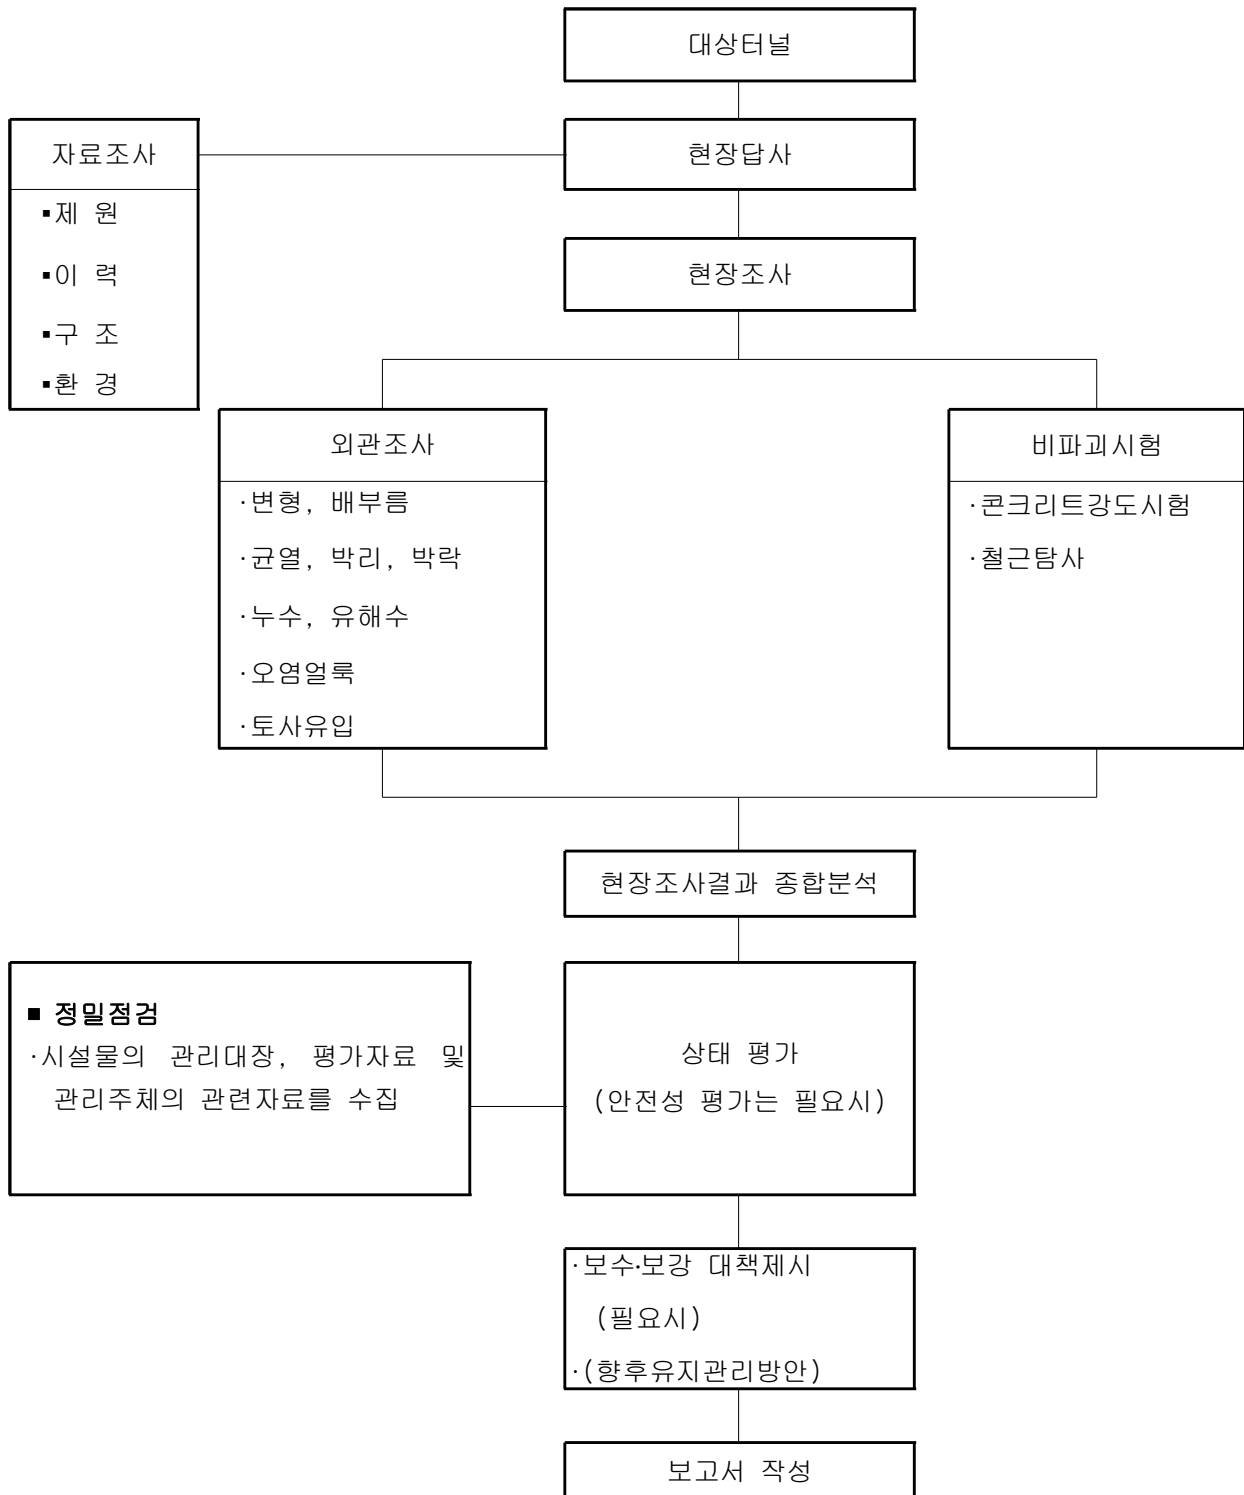 대상터널
자료조사
현장답사
▪제 원
▪이 력
▪구 조
▪환 경
현장조사
외관조사
·변형, 배부름
·균열, 박리, 박락
·누수, 유해수
·오염얼룩
·토사유입
비파괴시험
·콘크리트강도시험
·철근탐사
현장조사결과 종합분석
■ 정밀점검
·시설물의 관리대장, 평가자료 및
관리주체의 관련자료를 수집
상태 평가
(안전성 평가는 필요시)
·보수·보강 대책제시
(필요시)
·(향후유지관리방안)
보고서 작성